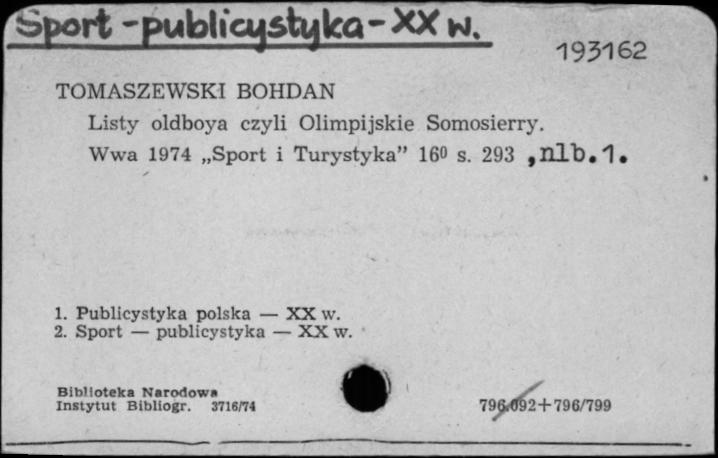 Sport-publicystyka-XX w.
193162
TOMASZEWSKI BOHDAN
Listy oldboya czyli Olimpijskie Somosierry.
Wwa 1974 „Sport i Turystyka” 16⁰ s. 293 ,nlb.1.
1. Publicystyka polska — XX w.
2. Sport — publicystyka — XX w.
Biblioteka Narodowa
Instytut Bibliogr. 3716/74
796.092+796/799